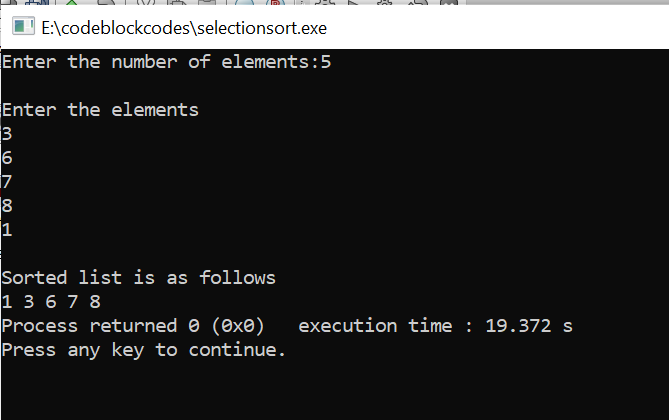 E:\codeblockcodes\selectionsort.exe
Enter the number of elements:5
Enter the elements
3
6
7
8
1
Sorted list is as follows
1 3 6 7 8
Process returned 0 (0x0)   execution time : 19.372 s
Press any key to continue.